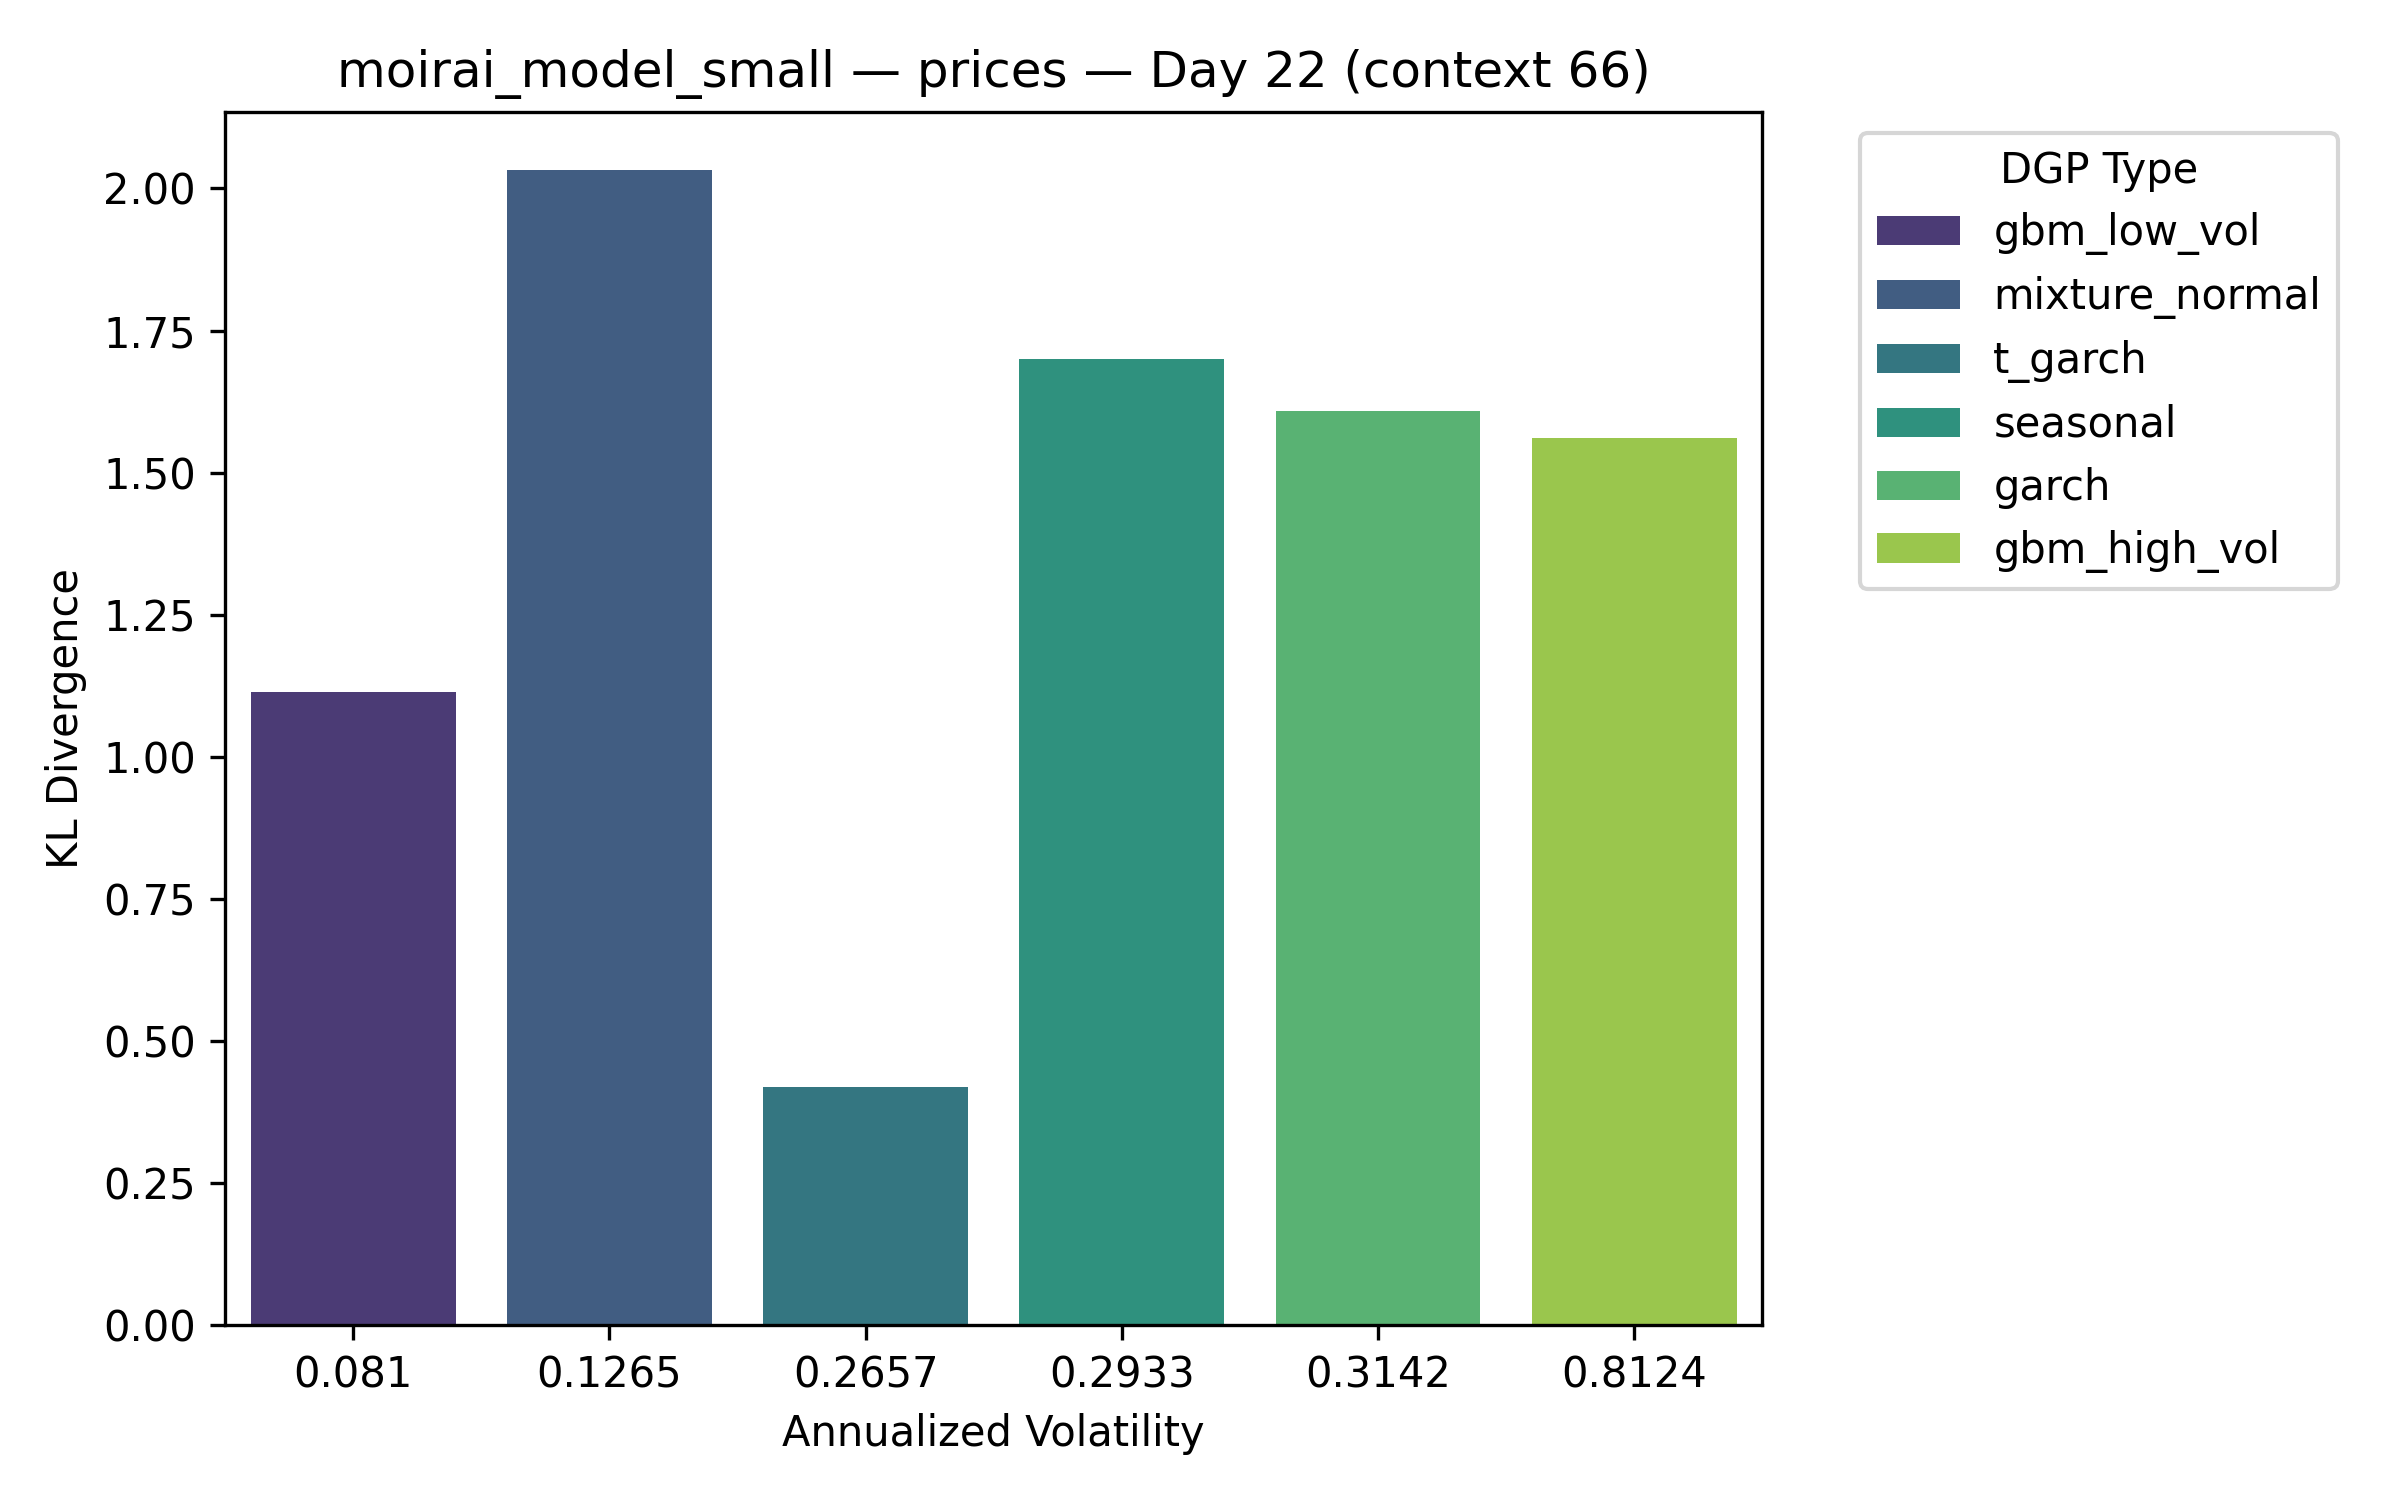 moirai_model_small — prices — Day 22 (context 66)
KL Divergence
2.00
1.75
1.50
1.25
1.00
0.75
0.50
0.25
0.00
0.081 0.1265 0.2657 0.2933 0.3142 0.8124
Annualized Volatility
DGP Type
gbm_low_vol
mixture_normal
t_garch
seasonal
garch
gbm_high_vol